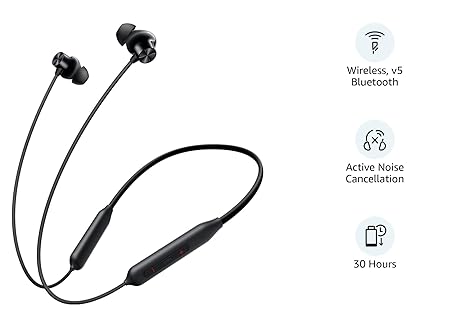 Wireless, v5
Bluetooth
Active Noise
Cancellation
30 Hours